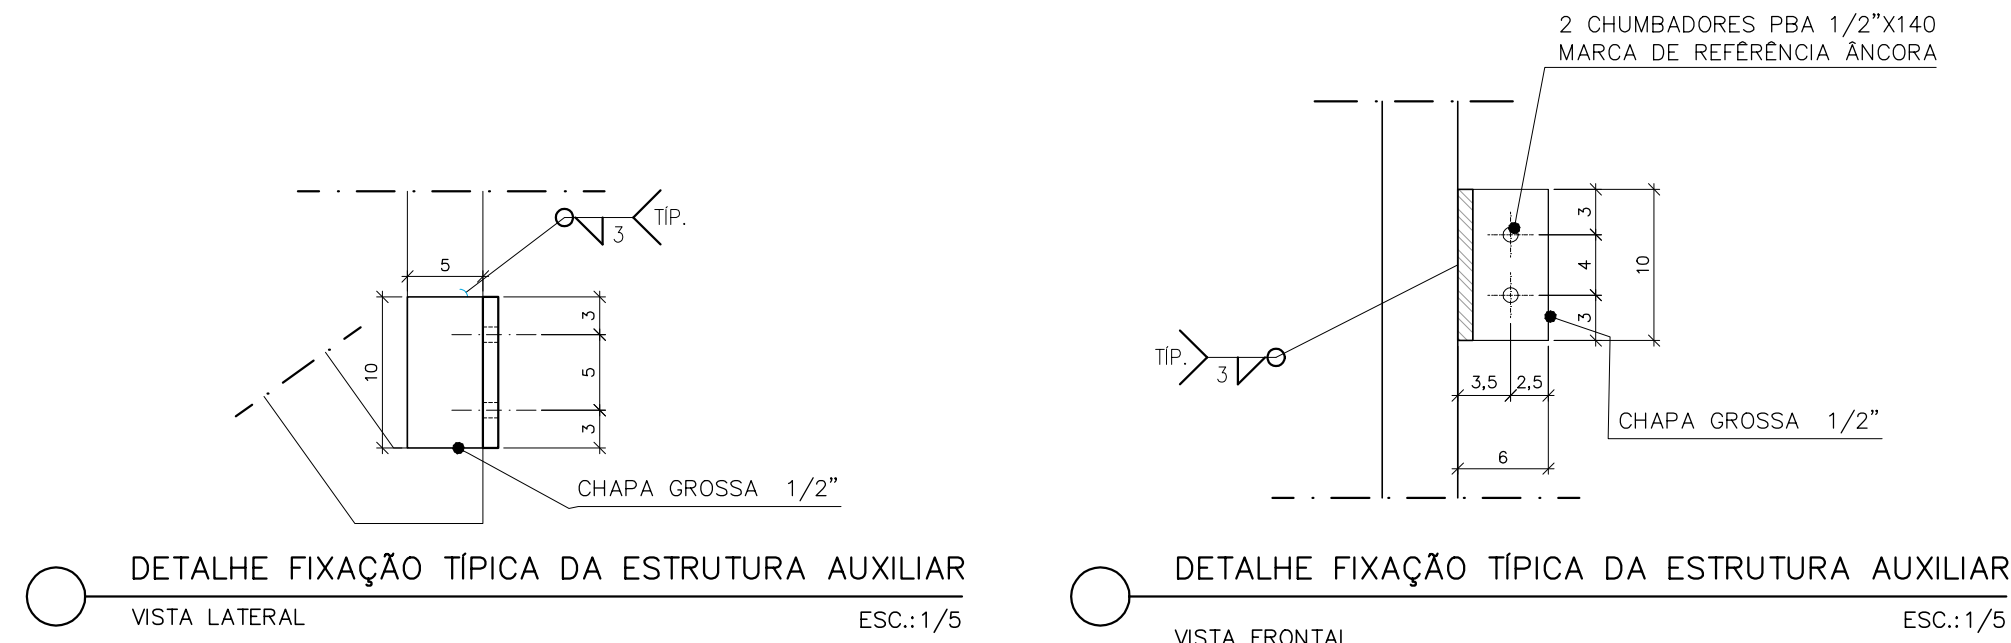 2 CHUMBADORES PBA 1/2”X140
MARCA DE REFÊRÊNCIA ÂNCORA
TÍP.
3
5
3
5
3
10
CHAPA GROSSA 1/2”
DETALHE FIXAÇÃO TÍPICA DA ESTRUTURA AUXILIAR
VISTA LATERAL
ESC.:1/5
3
4
3
10
TÍP.
3
3,5
2,5
6
CHAPA GROSSA 1/2”
DETALHE FIXAÇÃO TÍPICA DA ESTRUTURA AUXILIAR
VISTA FRONTAL
ESC.:1/5